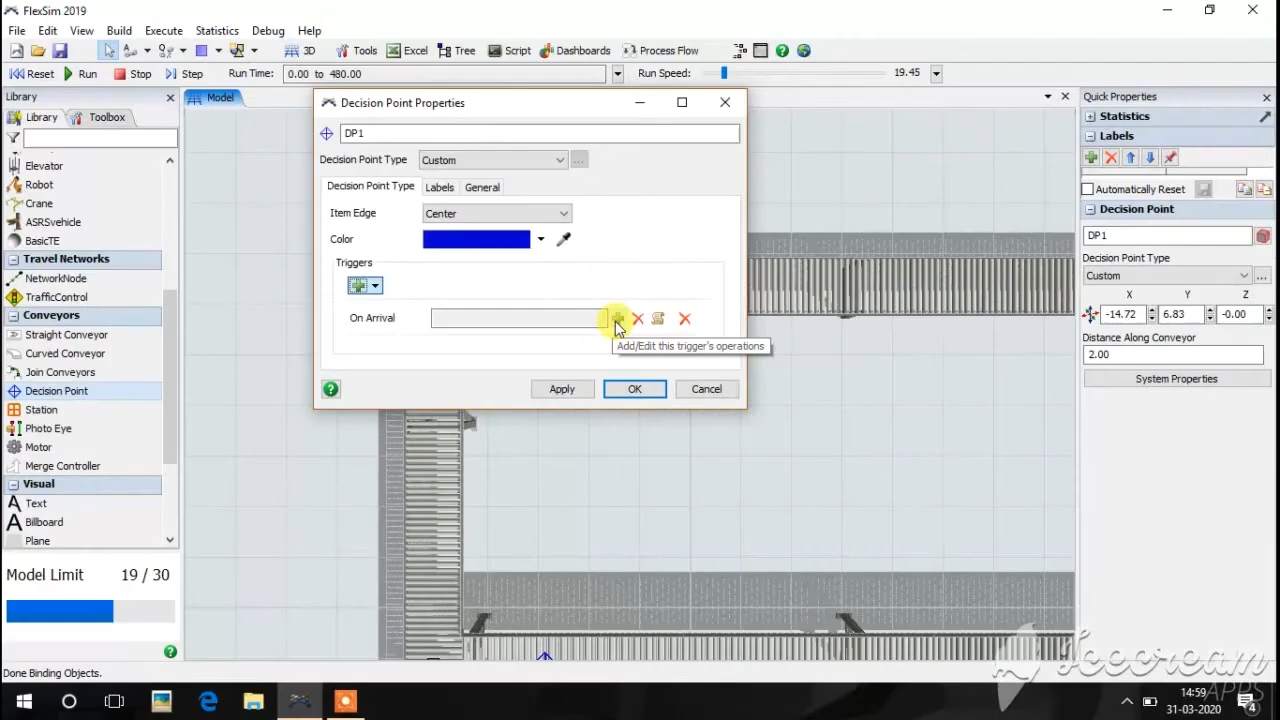 FlexSim 2019
File Edit View Build Execute Statistics Debug Help
3D Tools Excel Tree Script Dashboards Process Flow
Reset Run Stop Step Run Time: 0.00 to 480.00 Run Speed: 19.45
Library
Library Toolbox
Elevator
Robot
Crane
ASRSvehicle
BasicTE
Travel Networks
NetworkNode
TrafficControl
Conveyors
Straight Conveyor
Curved Conveyor
Join Conveyors
Decision Point
Station
Photo Eye
Motor
Merge Controller
Visual
Text
Billboard
Plane
Model Limit 19 / 30
Model
Decision Point Properties
DP1
Decision Point Type Custom ...
Decision Point Type Labels General
Item Edge Center
Color
Triggers
On Arrival
Add/Edit this trigger's operations
Apply OK Cancel
Quick Properties
Statistics
Labels
Automatically Reset
Decision Point
DP1
Decision Point Type
Custom ...
X Y Z
-14.72 6.83 -0.00
Distance Along Conveyor
2.00
System Properties
Done Binding Objects.
Icecream
APPS
14:59
31-03-2020
4